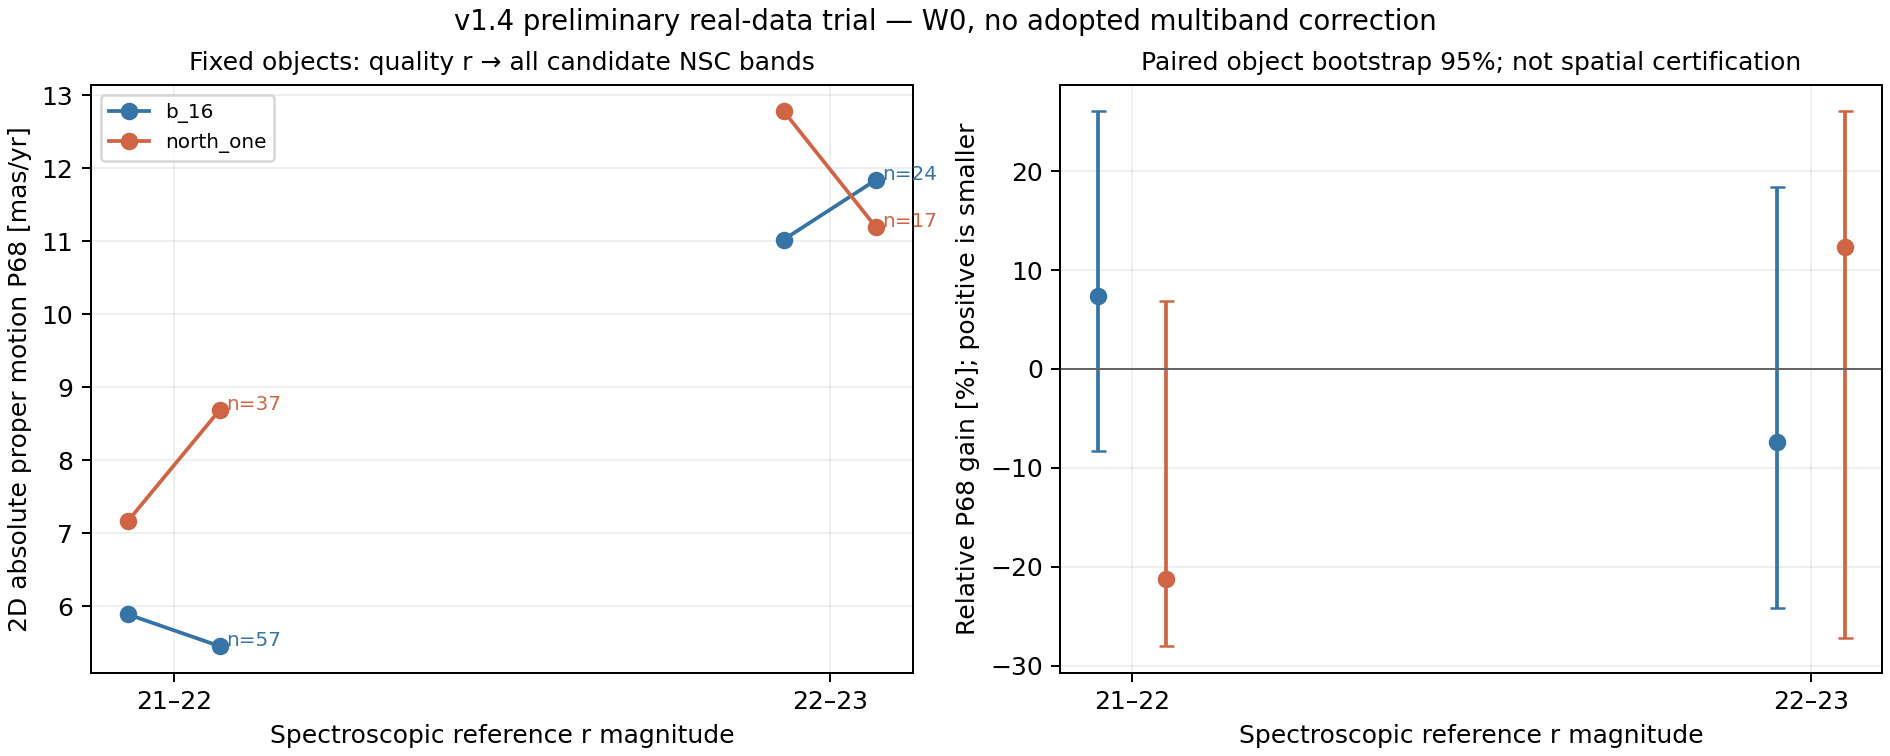 v1.4 preliminary real-data trial — W0, no adopted multiband correction
Fixed objects: quality r → all candidate NSC bands
2D absolute proper motion P68 [mas/yr]
13
12
11
10
9
8
7
6
b_16
north_one
n=24
n=17
n=37
n=57
21–22
22–23
Spectroscopic reference r magnitude
Paired object bootstrap 95%; not spatial certification
Relative P68 gain [%]; positive is smaller
20
10
0
−10
−20
−30
21–22
22–23
Spectroscopic reference r magnitude